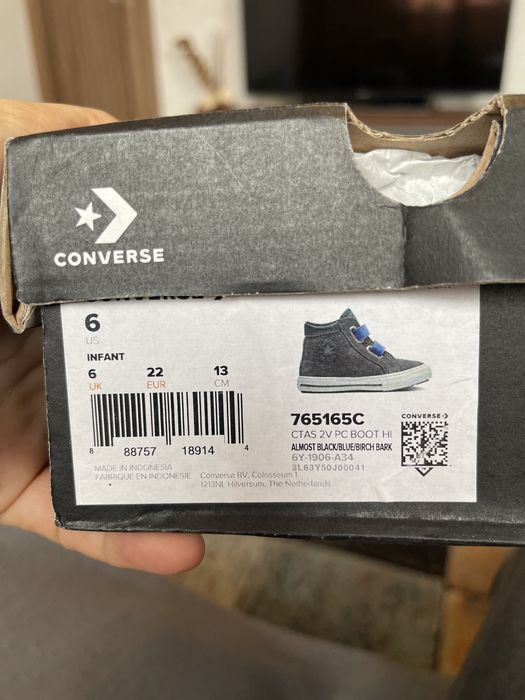 CONVERSE
6
US
INFANT
6 22 13
UK EUR CM
8 88757 18914 4
MADE IN INDONESIA
FABRIQUE EN INDONESIE
Converse BV, Colosseum 1
1213NL Hilversum, The Netherlands
765165C
CTAS 2V PC BOOT HI
ALMOST BLACK/BLUE/BIRCH BARK
6Y-1906-A34
3L63Y50J00041
CONVERSE